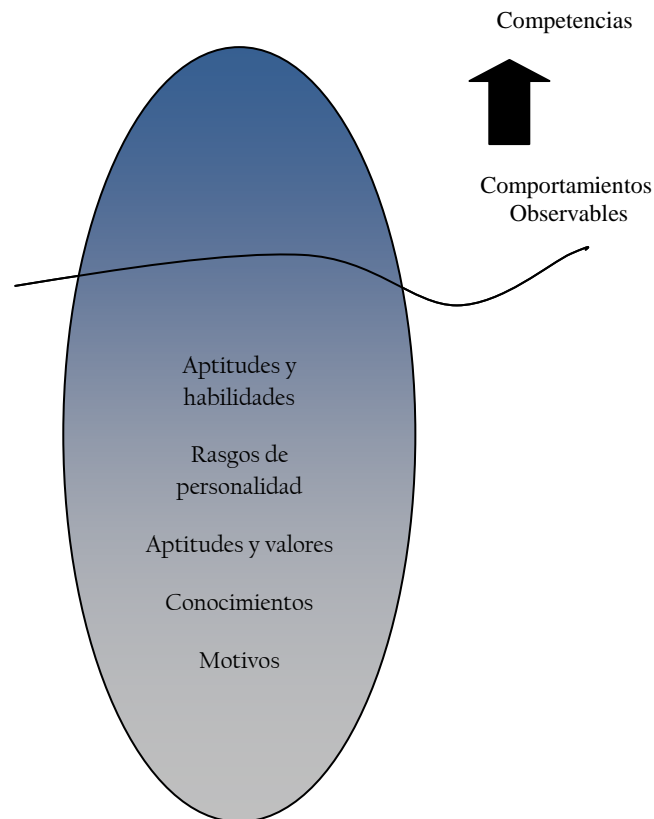 Competencias
Comportamientos
Observables
Aptitudes y
habilidades
Rasgos de
personalidad
Aptitudes y valores
Conocimientos
Motivos